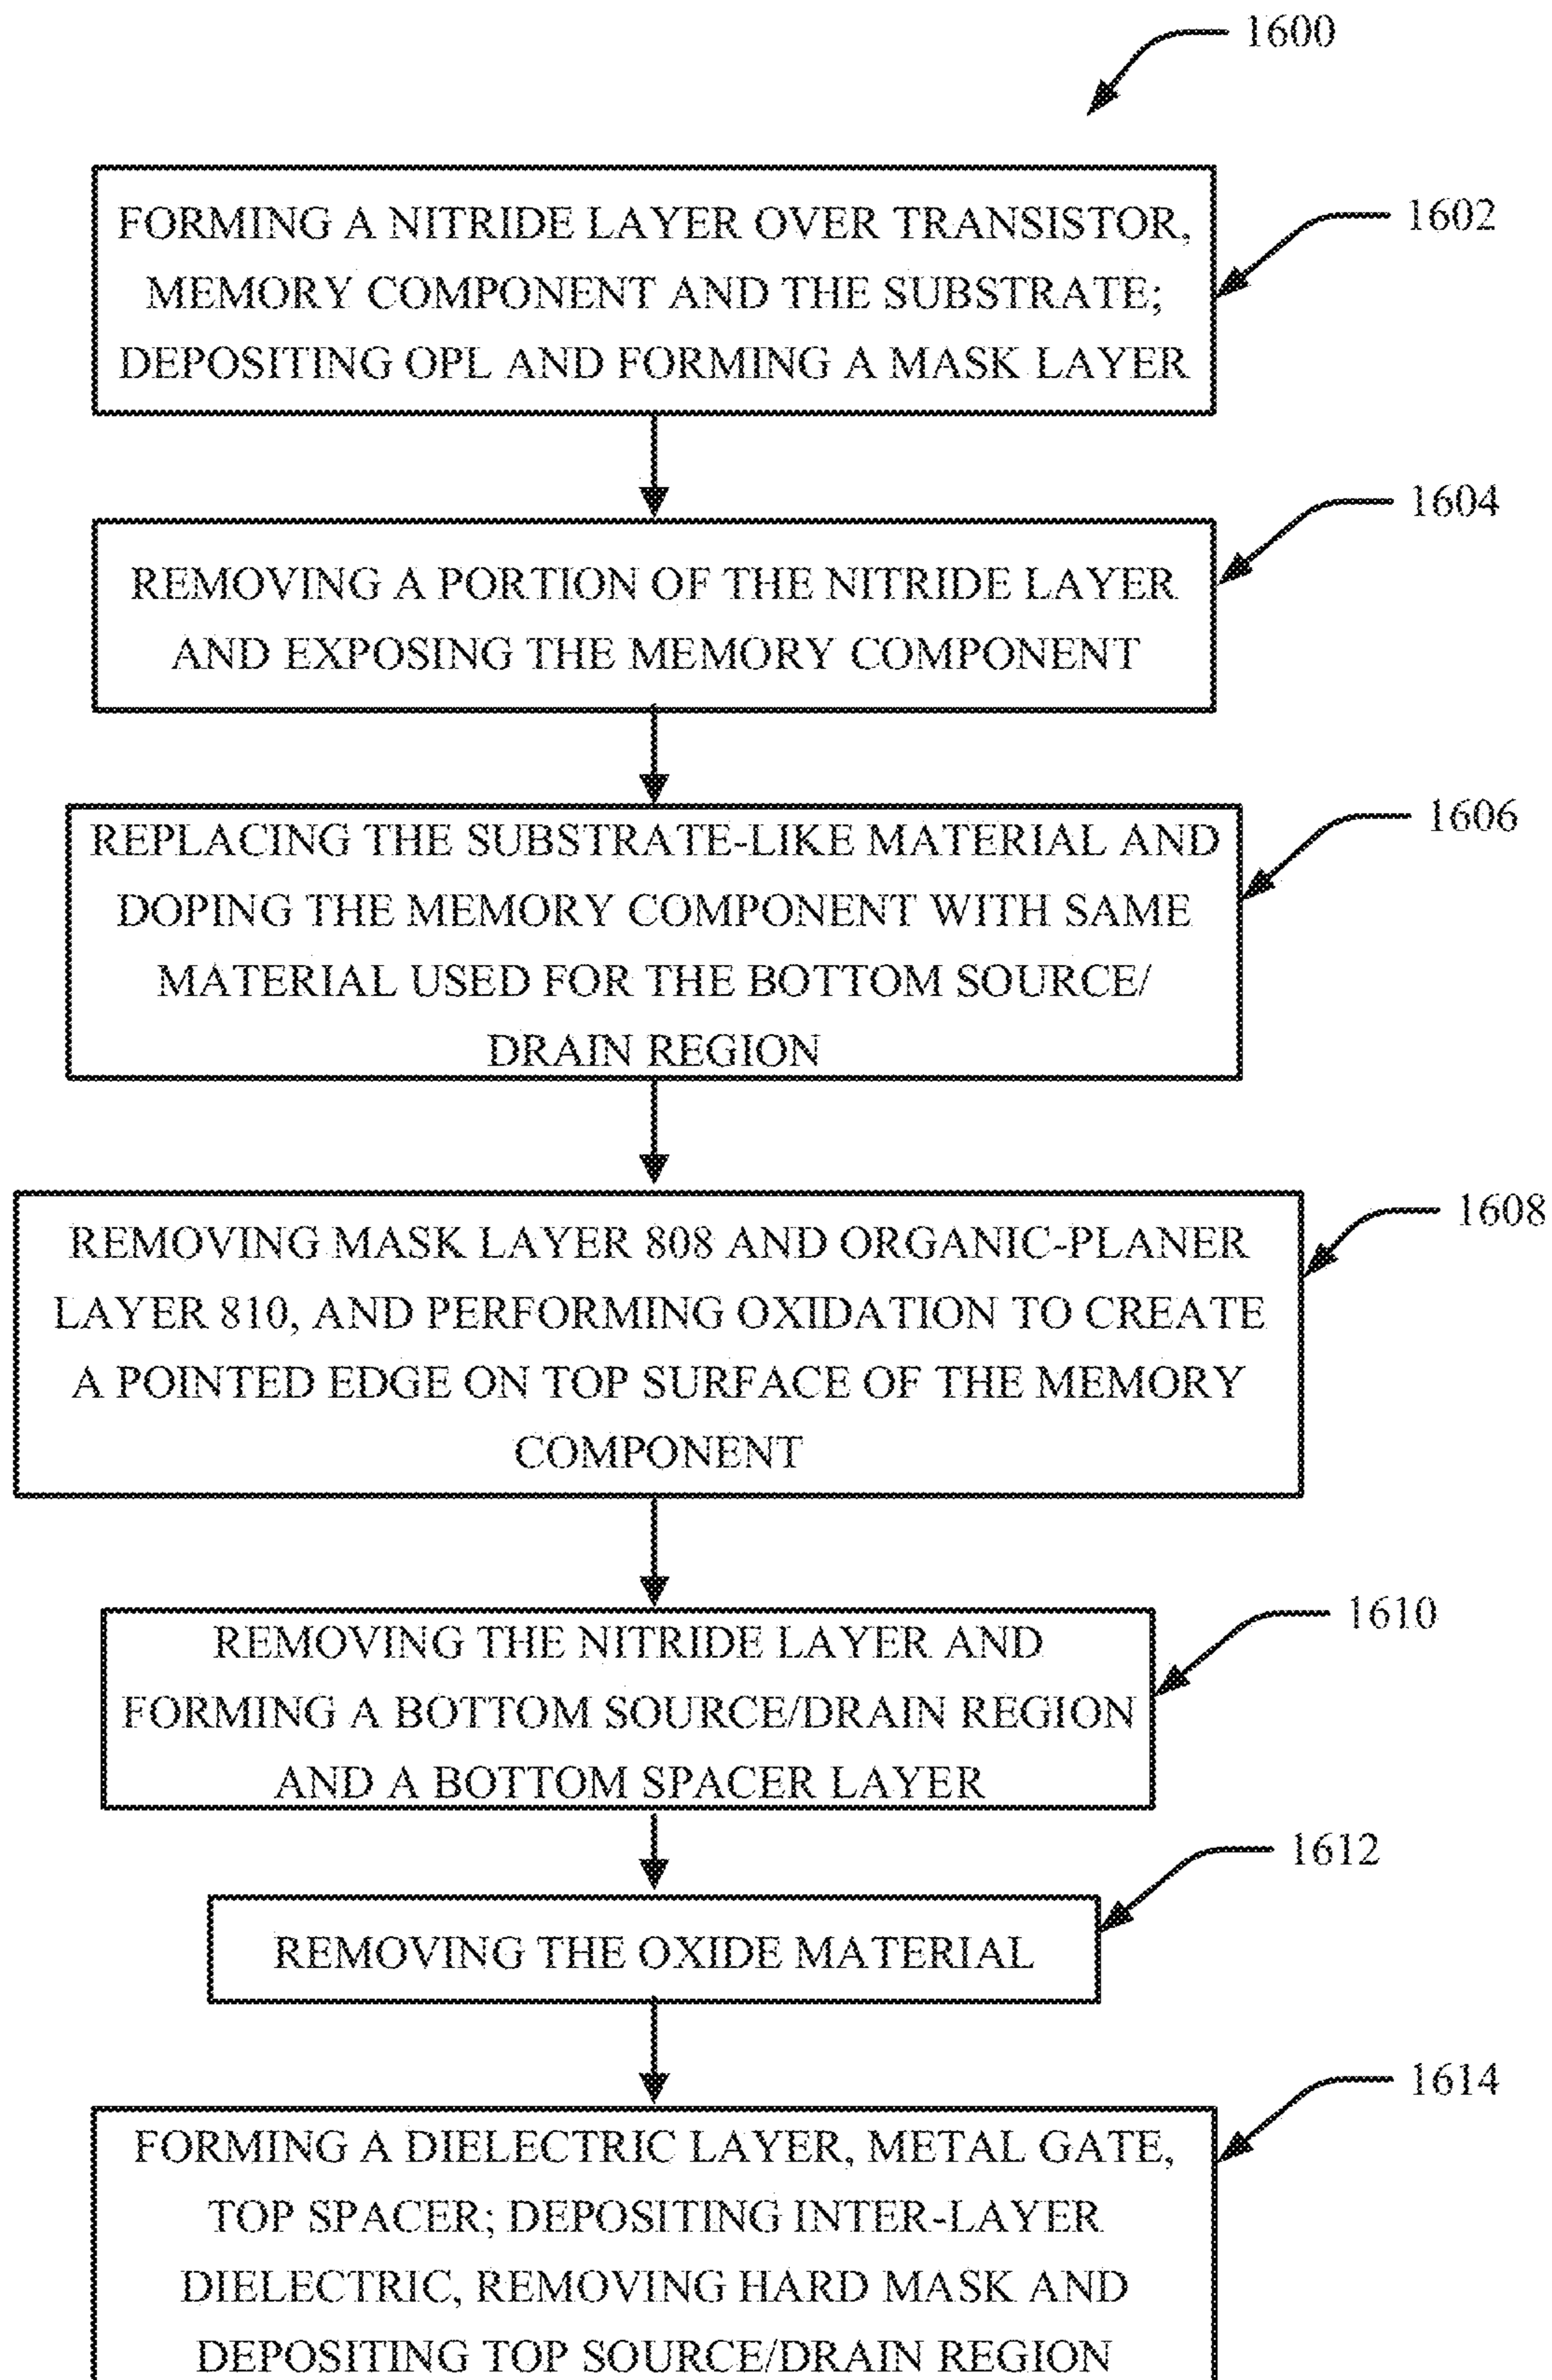 1600
FORMING A NITRIDE LAYER OVER TRANSISTOR,
MEMORY COMPONENT AND THE SUBSTRATE;
DEPOSITING OPL AND FORMING A MASK LAYER
1602
REMOVING A PORTION OF THE NITRIDE LAYER
AND EXPOSING THE MEMORY COMPONENT
1604
REPLACING THE SUBSTRATE-LIKE MATERIAL AND
DOPING THE MEMORY COMPONENT WITH SAME
MATERIAL USED FOR THE BOTTOM SOURCE/
DRAIN REGION
1606
REMOVING MASK LAYER 808 AND ORGANIC-PLANER
LAYER 810, AND PERFORMING OXIDATION TO CREATE
A POINTED EDGE ON TOP SURFACE OF THE MEMORY
COMPONENT
1608
REMOVING THE NITRIDE LAYER AND
FORMING A BOTTOM SOURCE/DRAIN REGION
AND A BOTTOM SPACER LAYER
1610
REMOVING THE OXIDE MATERIAL
1612
FORMING A DIELECTRIC LAYER, METAL GATE,
TOP SPACER; DEPOSITING INTER-LAYER
DIELECTRIC, REMOVING HARD MASK AND
DEPOSITING TOP SOURCE/DRAIN REGION
1614